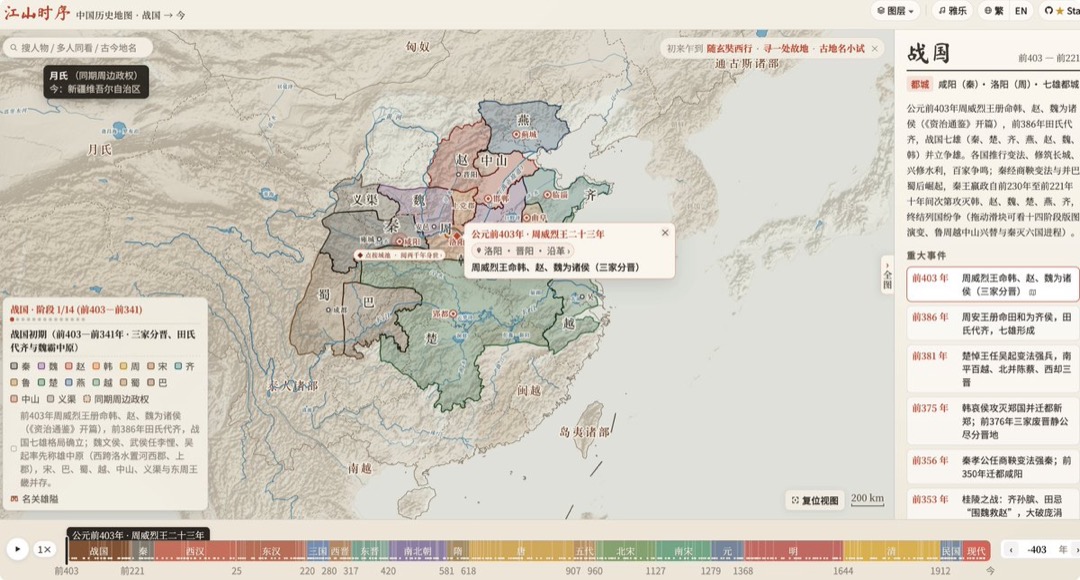 江山时序 中国历史地图 · 战国 → 今
图层
雅乐
繁 EN
Sta
搜人物 / 多人同看 / 古今地名
月氏 (同期周边政权)
今: 新疆维吾尔自治区
初来乍到 随玄奘西行 · 寻一处故地 · 古地名小试 ×
匈奴
通古斯诸部
月氏
燕
蓟城
赵
中山
晋阳
邯郸
临淄
齐
义渠
魏
上党郡
曲阜
秦
雍城
咸阳
安邑
周
洛阳
点按城池 · 阅两千年身世
公元前403年 · 周威烈王二十三年 ×
洛阳 · 晋阳 · 沿革 ›
周威烈王命韩、赵、魏为诸侯 (三家分晋)
蜀
成都
巴
郢都
楚
越
闽越
岛夷诸部
南越
战国 · 阶段 1/14 (前403—前341)
战国初期 (前403—前341年 · 三家分晋、田氏
代齐与魏霸中原)
秦 魏 赵 韩 周 宋 齐
鲁 楚 燕 越 蜀 巴
中山 义渠 同期周边政权
前403年周威烈王册命韩、赵、魏为诸侯
(《资治通鉴》开篇), 前386年田氏代齐, 战
国七雄格局确立; 魏文侯、武侯任李悝、吴
起率先称雄中原 (西跨洛水置河西郡、上
郡), 宋、巴、蜀、越、中山、义渠与东周王
畿并存。
名关雄隘
复位视图
200 km
› 全图
战国
前403 — 前221
都城 咸阳 (秦) · 洛阳 (周) · 七雄都城
公元前403年周威烈王册命韩、赵、魏为诸
侯 (《资治通鉴》开篇), 前386年田氏代
齐, 战国七雄 (秦、楚、齐、燕、赵、魏、
韩) 并立争雄。各国推行变法、修筑长城、
兴修水利, 百家争鸣; 秦经商鞅变法与并巴
蜀后崛起, 秦王嬴政自前230年至前221年
十年间次第攻灭韩、赵、魏、楚、燕、齐,
终结列国纷争 (拖动滑块可看十四阶段版图
演变、鲁周越中山兴替与秦灭六国进程) 。
重大事件
前403 年 周威烈王命韩、赵、魏为诸
侯 (三家分晋)
前386 年 周安王册命田和为齐侯, 田
氏代齐, 七雄形成
前381 年 楚悼王任吴起变法强兵, 南
平百越、北并陈蔡、西却三
晋
前375 年 韩哀侯攻灭郑国并迁都新
郑; 前376年三家废晋静公
尽分晋地
前356 年 秦孝公任商鞅变法强秦; 前
350年迁都咸阳
前353 年 桂陵之战: 齐孙膑、田忌
“围魏救赵”, 大破庞涓
公元前403年 · 周威烈王二十三年
1×
战国 秦 西汉 东汉 三国 西晋 东晋 南北朝 隋 唐 五代 北宋 南宋 元 明 清 民国 现代
前403 前221 25 220 280 317 420 581 618 907 960 1127 1279 1368 1644 1912 今
‹ -403 年 ›